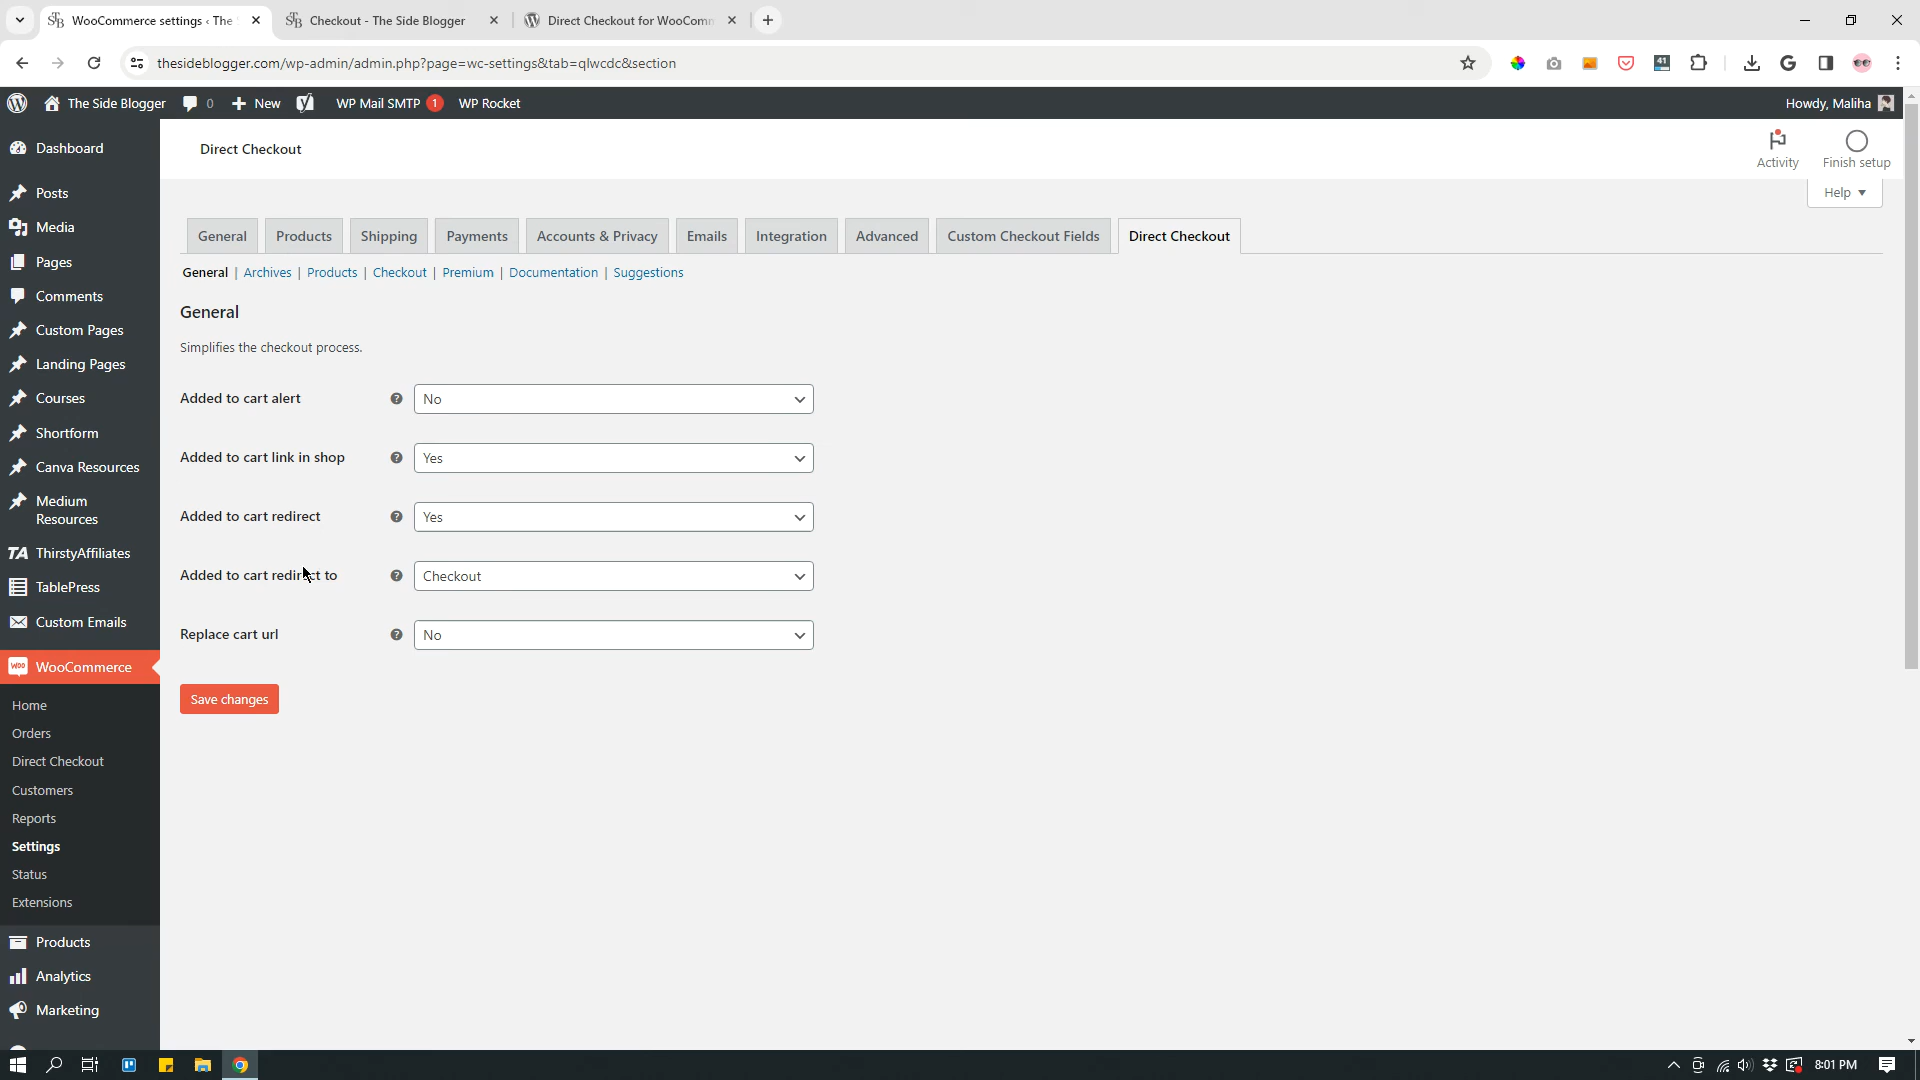 WooCommerce settings ‹ The
Checkout - The Side Blogger
Direct Checkout for WooComm
thesideblogger.com/wp-admin/admin.php?page=wc-settings&tab=qlwcdc&section
41
The Side Blogger
0
New
WP Mail SMTP 1
WP Rocket
Howdy, Maliha
Dashboard
Posts
Media
Pages
Comments
Custom Pages
Landing Pages
Courses
Shortform
Canva Resources
Medium
Resources
TA ThirstyAffiliates
TablePress
Custom Emails
WOO WooCommerce
Home
Orders
Direct Checkout
Customers
Reports
Settings
Status
Extensions
Products
Analytics
Marketing
Direct Checkout
Activity
Finish setup
Help
General
Products
Shipping
Payments
Accounts & Privacy
Emails
Integration
Advanced
Custom Checkout Fields
Direct Checkout
General | Archives | Products | Checkout | Premium | Documentation | Suggestions
General
Simplifies the checkout process.
Added to cart alert ? No
Added to cart link in shop ? Yes
Added to cart redirect ? Yes
Added to cart redirect to ? Checkout
Replace cart url ? No
Save changes
8:01 PM